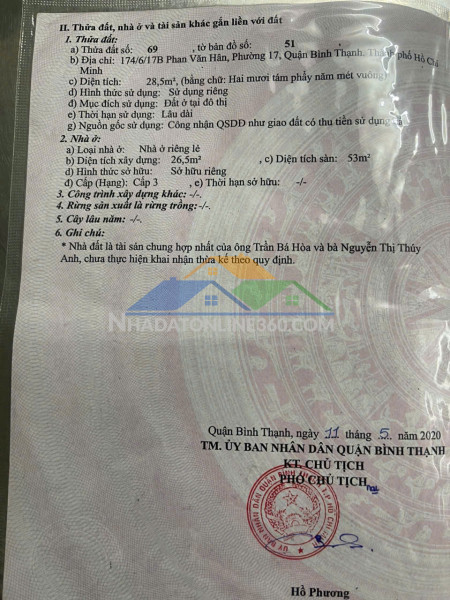 II. Thửa đất, nhà ở và tài sản khác gắn liền với đất
1. Thửa đất:
a) Thửa đất số: 69 , tờ bản đồ số: 51
b) Địa chỉ: 174/6/17B Phan Văn Hân, Phường 17, Quận Bình Thạnh, Thành phố Hồ Chí
Minh
c) Diện tích: 28,5m², (bằng chữ: Hai mươi tám phẩy năm mét vuông)
d) Hình thức sử dụng: Sử dụng riêng
đ) Mục đích sử dụng: Đất ở tại đô thị
e) Thời hạn sử dụng: Lâu dài
g) Nguồn gốc sử dụng: Công nhận QSDĐ như giao đất có thu tiền sử dụng
2. Nhà ở:
a) Loại nhà ở: Nhà ở riêng lẻ
b) Diện tích xây dựng: 26,5m² , c) Diện tích sàn: 53m²
d) Hình thức sở hữu: Sở hữu riêng
đ) Cấp (Hạng): Cấp 3 , e) Thời hạn sở hữu: -/-
3. Công trình xây dựng khác: -/-.
4. Rừng sản xuất là rừng trồng: -/-.
5. Cây lâu năm: -/-.
6. Ghi chú:
* Nhà đất là tài sản chung hợp nhất của ông Trần Bá Hòa và bà Nguyễn Thị Thúy
Anh, chưa thực hiện khai nhận thừa kế theo quy định.
NHADATONLINE360.COM
Quận Bình Thạnh, ngày 11 tháng 5 năm 2020
TM. ỦY BAN NHÂN DÂN QUẬN BÌNH THẠNH
KT. CHỦ TỊCH
PHÓ CHỦ TỊCH
ỦY BAN NHÂN DÂN QUẬN BÌNH THẠNH T.P HỒ CHÍ MINH
Hồ Phương